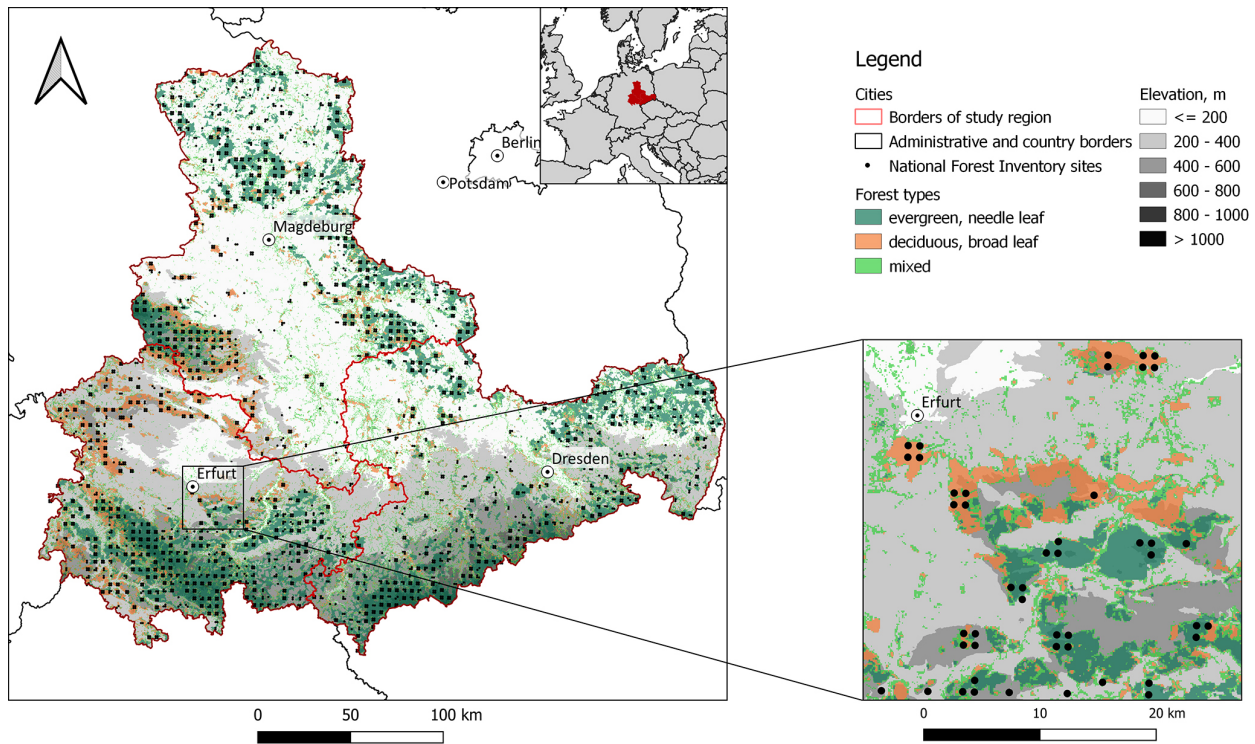 Berlin
Potsdam
Magdeburg
Erfurt
Dresden
0 50 100 km
Legend
Cities
Borders of study region
Administrative and country borders
National Forest Inventory sites
Forest types
evergreen, needle leaf
deciduous, broad leaf
mixed
Elevation, m
<= 200
200 - 400
400 - 600
600 - 800
800 - 1000
> 1000
Erfurt
0 10 20 km